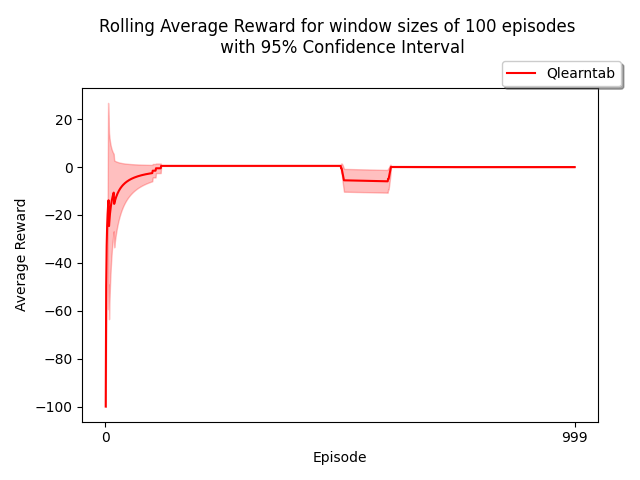 Rolling Average Reward for window sizes of 100 episodes
with 95% Confidence Interval
Qlearntab
20
0
−20
−40
−60
−80
−100
Average Reward
0
999
Episode